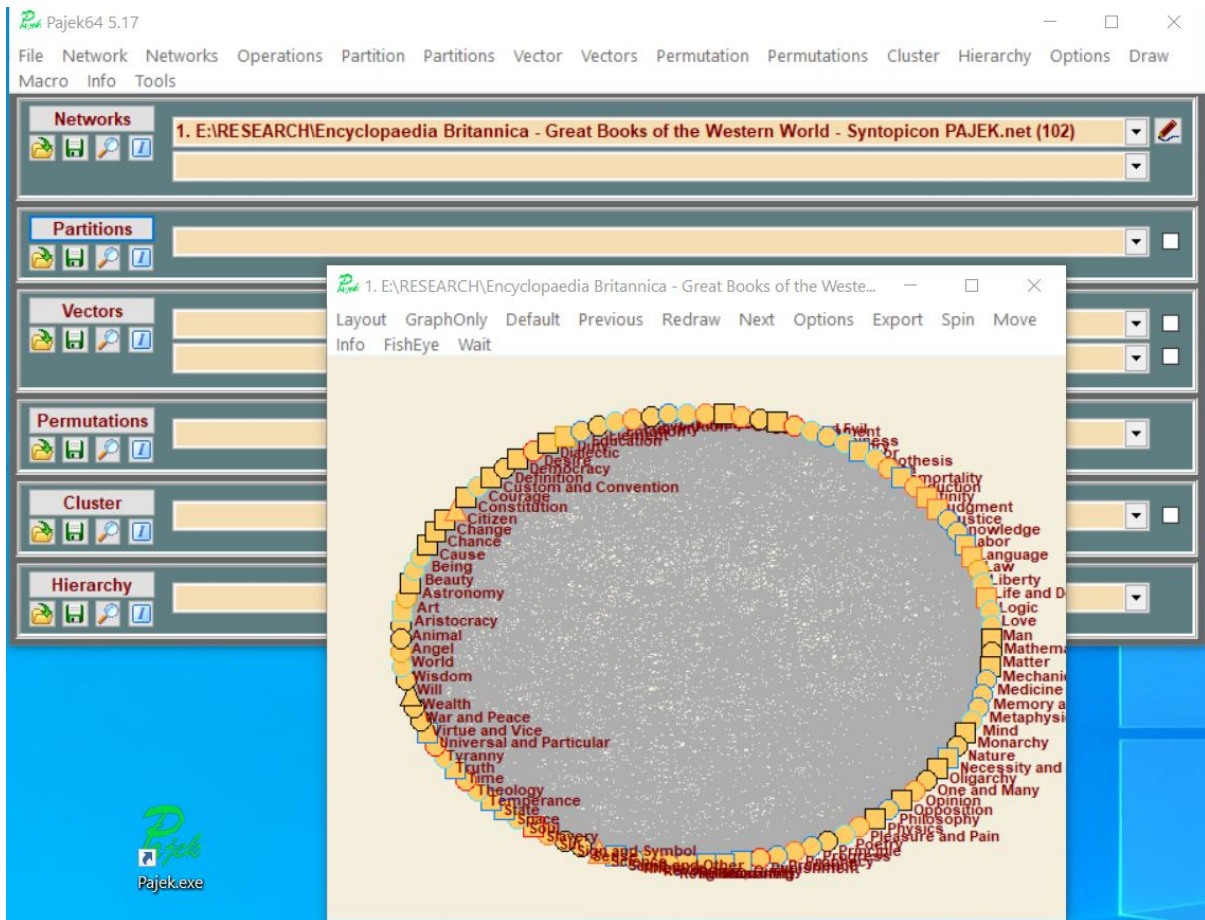 Pajek64 5.17
File Network Networks Operations Partition Partitions Vector Vectors Permutation Permutations Cluster Hierarchy Options Draw
Macro Info Tools
Networks
1. E:\RESEARCH\Encyclopaedia Britannica - Great Books of the Western World - Syntopicon PAJEK.net (102)
Partitions
Vectors
Permutations
Cluster
Hierarchy
1. E:\RESEARCH\Encyclopaedia Britannica - Great Books of the Weste...
Layout GraphOnly Default Previous Redraw Next Options Export Spin Move
Info FishEye Wait
Education
Dialectic
Desire
Democracy
Definition
Custom and Convention
Courage
Constitution
Citizen
Change
Chance
Cause
Being
Beauty
Astronomy
Art
Aristocracy
Animal
Angel
World
Wisdom
Will
Wealth
War and Peace
Virtue and Vice
Universal and Particular
Tyranny
Truth
Time
Theology
Temperance
State
Space
Soul
Slavery
Sign and Symbol
Sense
Knowledge
Labor
Language
Law
Liberty
Life and D
Logic
Love
Man
Mathema
Matter
Mechani
Medicine
Memory a
Metaphysi
Mind
Monarchy
Nature
Necessity and
Oligarchy
One and Many
Opinion
Opposition
Philosophy
Physics
Pleasure and Pain
Poetry
Principle
Progress
Pajek
Pajek.exe